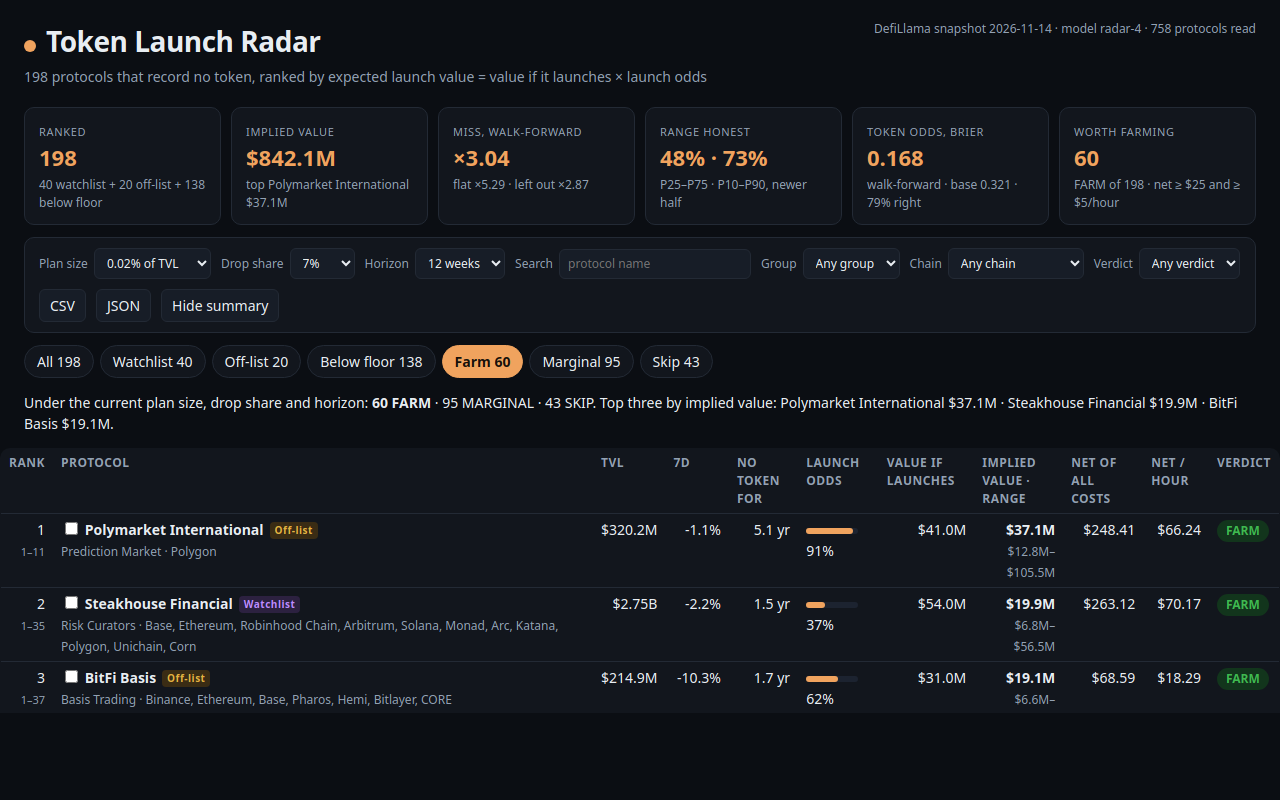 Token Launch Radar
DefiLlama snapshot 2026-11-14 · model radar-4 · 758 protocols read
198 protocols that record no token, ranked by expected launch value = value if it launches × launch odds
RANKED
198
40 watchlist + 20 off-list + 138
below floor
IMPLIED VALUE
$842.1M
top Polymarket International
$37.1M
MISS, WALK-FORWARD
×3.04
flat ×5.29 · left out ×2.87
RANGE HONEST
48% · 73%
P25–P75 · P10–P90, newer
half
TOKEN ODDS, BRIER
0.168
walk-forward · base 0.321 ·
79% right
WORTH FARMING
60
FARM of 198 · net ≥ $25 and ≥
$5/hour
Plan size 0.02% of TVL Drop share 7% Horizon 12 weeks Search protocol name Group Any group Chain Any chain Verdict Any verdict
CSV JSON Hide summary
All 198 Watchlist 40 Off-list 20 Below floor 138 Farm 60 Marginal 95 Skip 43
Under the current plan size, drop share and horizon: 60 FARM · 95 MARGINAL · 43 SKIP. Top three by implied value: Polymarket International $37.1M · Steakhouse Financial $19.9M · BitFi
Basis $19.1M.
RANK PROTOCOL TVL 7D NO TOKEN FOR LAUNCH ODDS VALUE IF LAUNCHES IMPLIED VALUE · RANGE NET OF ALL COSTS NET / HOUR VERDICT
1 Polymarket International Off-list $320.2M -1.1% 5.1 yr 91% $41.0M $37.1M $248.41 $66.24 FARM
1–11 Prediction Market · Polygon $12.8M–
$105.5M
2 Steakhouse Financial Watchlist $2.75B -2.2% 1.5 yr 37% $54.0M $19.9M $263.12 $70.17 FARM
1–35 Risk Curators · Base, Ethereum, Robinhood Chain, Arbitrum, Solana, Monad, Arc, Katana, $6.8M–
Polygon, Unichain, Corn $56.5M
3 BitFi Basis Off-list $214.9M -10.3% 1.7 yr 62% $31.0M $19.1M $68.59 $18.29 FARM
1–37 Basis Trading · Binance, Ethereum, Base, Pharos, Hemi, Bitlayer, CORE $6.6M–